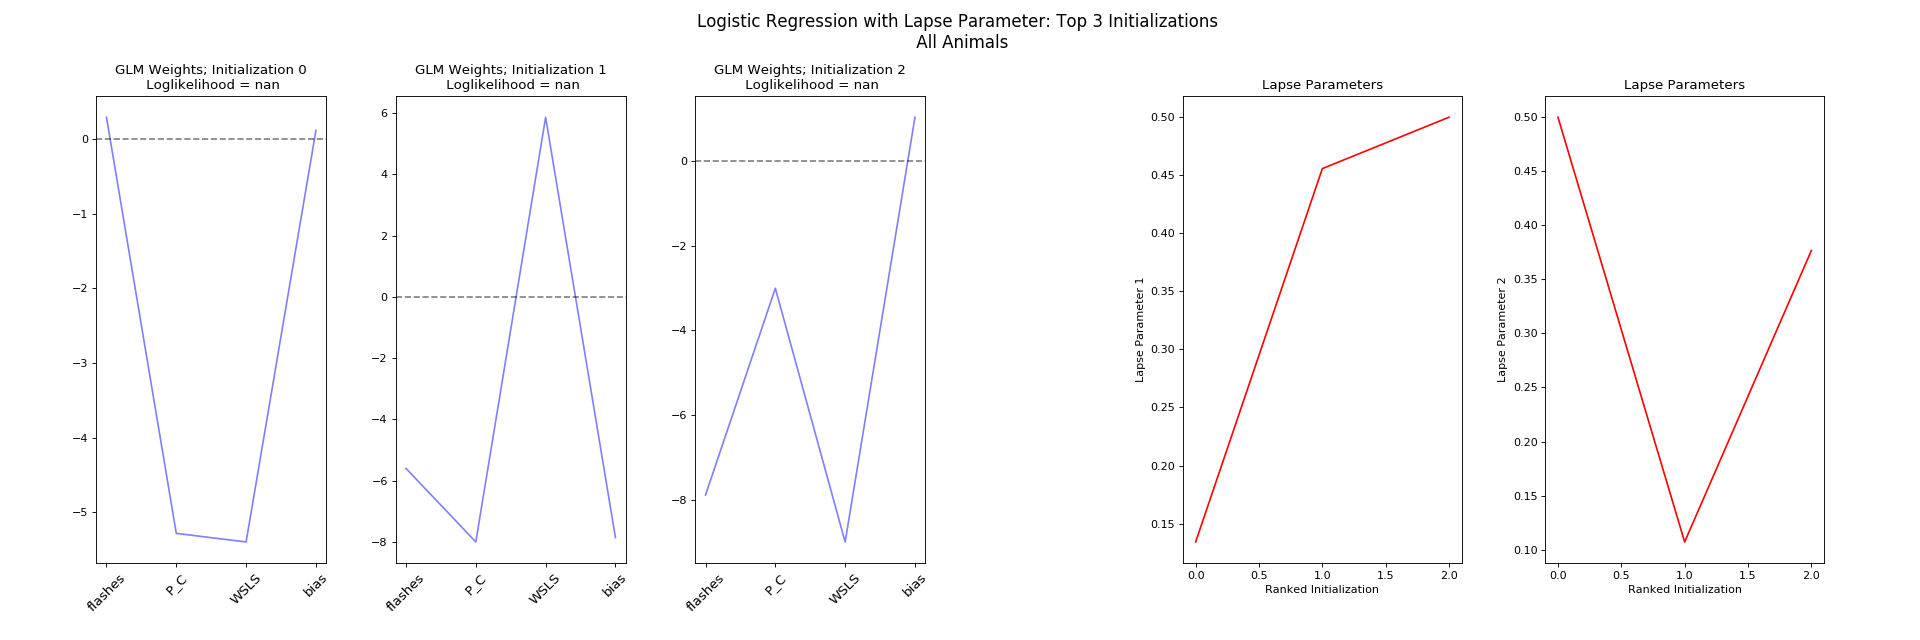 Logistic Regression with Lapse Parameter: Top 3 Initializations
All Animals
GLM Weights; Initialization 0
Loglikelihood = nan
0
−1
−2
−3
−4
−5
flashes
P_C
WSLS
bias
GLM Weights; Initialization 1
Loglikelihood = nan
6
4
2
0
−2
−4
−6
−8
flashes
P_C
WSLS
bias
GLM Weights; Initialization 2
Loglikelihood = nan
0
−2
−4
−6
−8
flashes
P_C
WSLS
bias
Lapse Parameters
Lapse Parameter 1
0.50
0.45
0.40
0.35
0.30
0.25
0.20
0.15
0.0 0.5 1.0 1.5 2.0
Ranked Initialization
Lapse Parameters
Lapse Parameter 2
0.50
0.45
0.40
0.35
0.30
0.25
0.20
0.15
0.10
0.0 0.5 1.0 1.5 2.0
Ranked Initialization